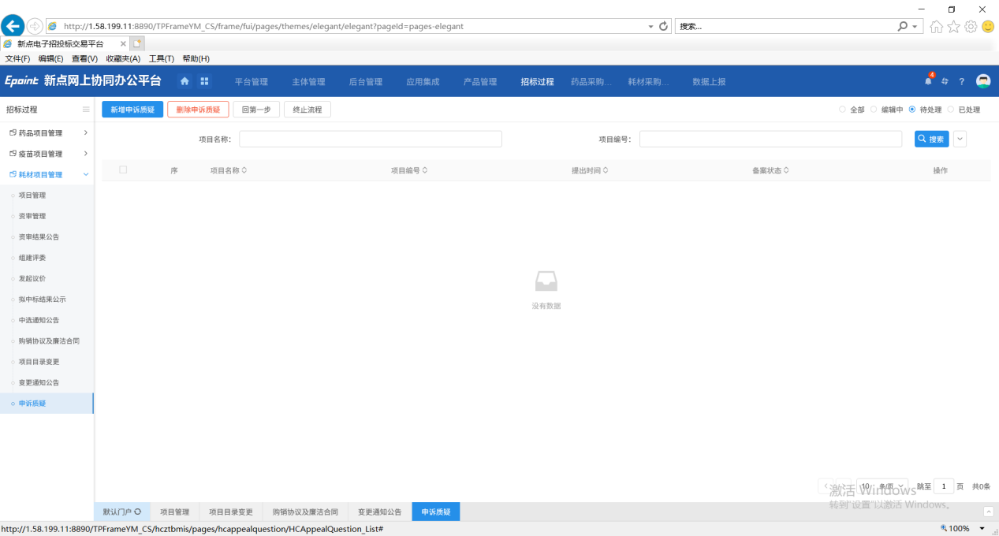 http://1.58.199.11:8890/TPFrameYM_CS/frame/fui/pages/themes/elegant/elegant?pageId=pages-elegant
搜索...
新点电子招投标交易平台
文件(F) 编辑(E) 查看(V) 收藏夹(A) 工具(T) 帮助(H)
Epoint 新点网上协同办公平台 平台管理 主体管理 后台管理 应用集成 产品管理 招标过程 药品采购... 耗材采购... 数据上报 4 ?
招标过程 新增申诉质疑 删除申诉质疑 回第一步 终止流程 全部 编辑中 待处理 已处理
药品项目管理
项目名称: 项目编号: 搜索
疫苗项目管理
耗材项目管理
序 项目名称 项目编号 提出时间 备案状态 操作
项目管理
资审管理
资审结果公告
组建评委
发起议价
拟中标结果公示
中选通知公告
购销协议及廉洁合同
项目目录变更
变更通知公告
申诉质疑
没有数据
10 条/页 跳至 1 页 共0条
激活 Windows
转到"设置"以激活 Windows。
默认门户 项目管理 项目目录变更 购销协议及廉洁合同 变更通知公告 申诉质疑
http://1.58.199.11:8890/TPFrameYM_CS/hcztbmis/pages/hcappealquestion/HCAppealQuestion_List#
100%